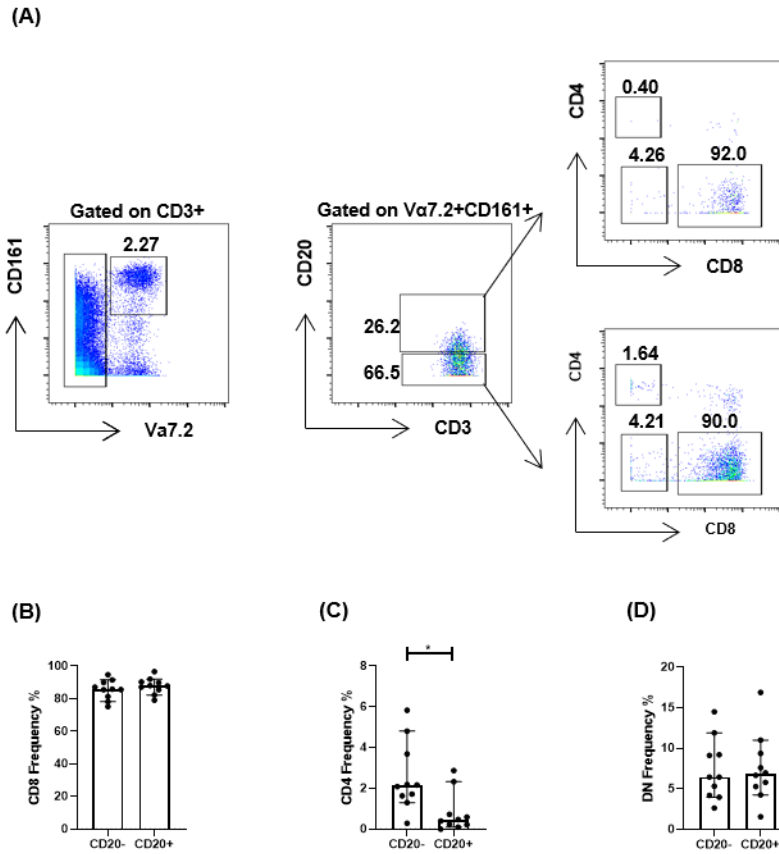 (A)
0.40
CD4
4.26 92.0
CD8
Gated on CD3+
2.27
CD161
Va7.2
Gated on Vα7.2+CD161+
CD20
26.2
66.5
CD3
1.64
CD4
4.21 90.0
CD8
(B)
100
80
60
40
20
0
CD8 Frequency %
CD20- CD20+
(C)
*
8
6
4
2
0
CD4 Frequency %
CD20- CD20+
(D)
20
15
10
5
0
DN Frequency %
CD20- CD20+